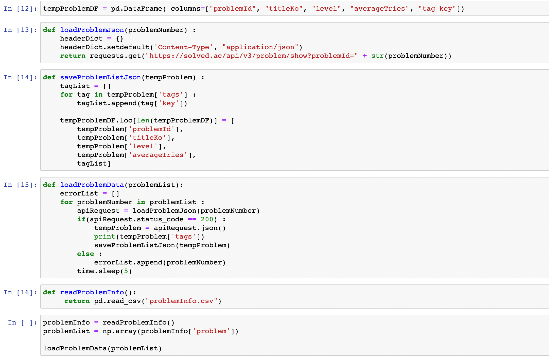 In [12]: tempProblemDF = pd.DataFrame( columns=["problemId", "titleKo", "level", "averageTries", "tag key"])
In [13]: def loadProblemJson(problemNumber) :
headerDict = {}
headerDict.setdefault('Content-Type', "application/json")
return requests.get('https://solved.ac/api/v3/problem/show?problemId=' + str(problemNumber))
In [14]: def saveProblemListJson(tempProblem) :
tagList = []
for tag in tempProblem['tags'] :
tagList.append(tag['key'])
tempProblemDF.loc[len(tempProblemDF)] = [
tempProblem['problemId'],
tempProblem['titleKo'],
tempProblem['level'],
tempProblem['averageTries'],
tagList]
In [15]: def loadProblemData(problemList):
errorList = []
for problemNumber in problemList :
apiRequest = loadProblemJson(problemNumber)
if(apiRequest.status_code == 200) :
tempProblem = apiRequest.json()
print(tempProblem['tags'])
saveProblemListJson(tempProblem)
else :
errorList.append(problemNumber)
time.sleep(5)
In [16]: def readProblemInfo():
return pd.read_csv('problemInfo.csv')
In [ ]: problemInfo = readProblemInfo()
problemList = np.array(problemInfo['problem'])
loadProblemData(problemList)